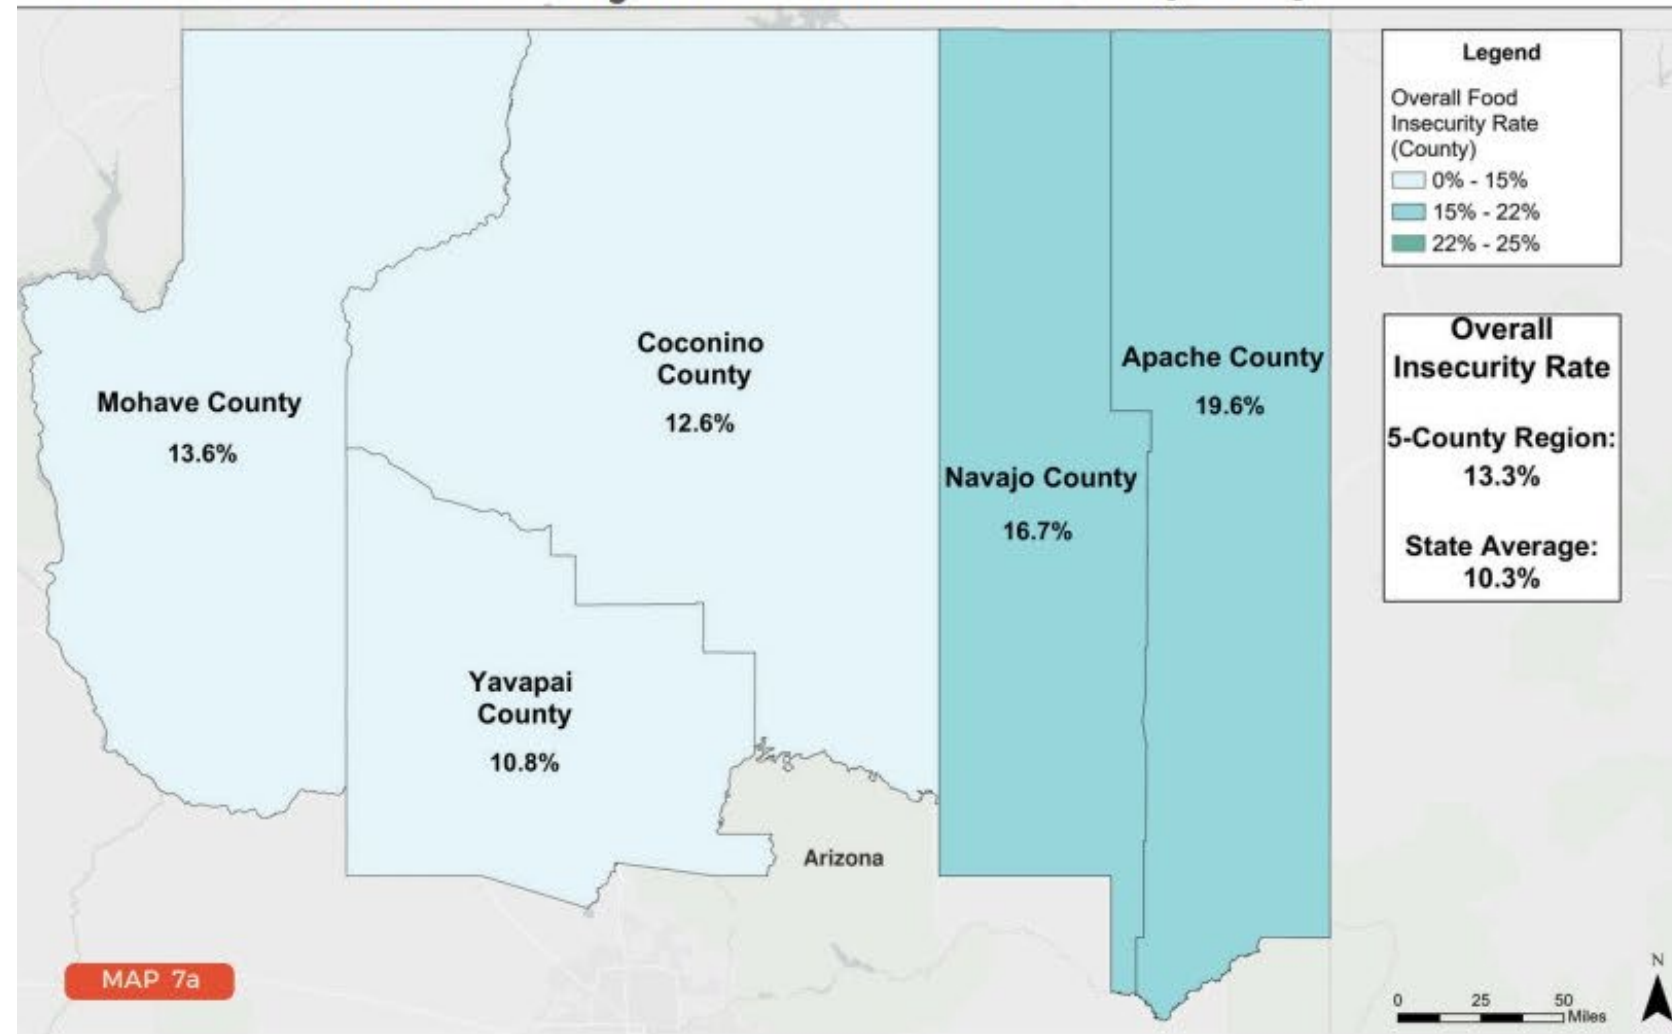 Legend
Overall Food
Insecurity Rate
(County)
0% - 15%
15% - 22%
22% - 25%
Overall
Insecurity Rate
5-County Region:
13.3%
State Average:
10.3%
Coconino
County
12.6%
Apache County
19.6%
Mohave County
13.6%
Navajo County
16.7%
Yavapai
County
10.8%
Arizona
MAP 7a
N
0 25 50
Miles